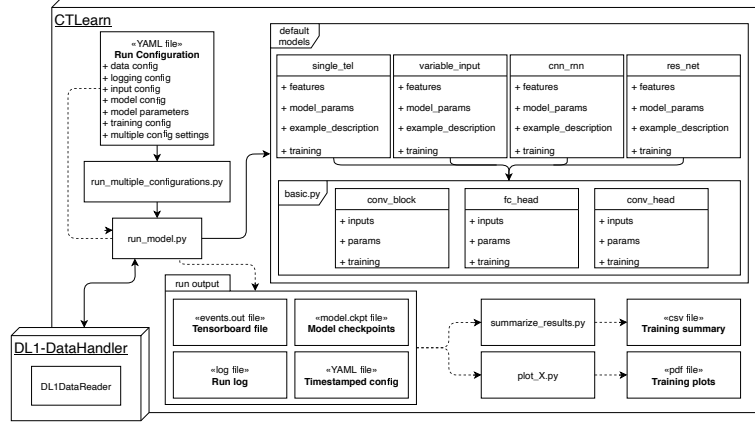 CTLearn
«YAML file»
Run Configuration
+ data config
+ logging config
+ input config
+ model config
+ model parameters
+ training config
+ multiple config settings
run_multiple_configurations.py
run_model.py
default
models
single_tel
+ features
+ model_params
+ example_description
+ training
variable_input
+ features
+ model_params
+ example_description
+ training
cnn_rnn
+ features
+ model_params
+ example_description
+ training
res_net
+ features
+ model_params
+ example_description
+ training
basic.py
conv_block
+ inputs
+ params
+ training
fc_head
+ inputs
+ params
+ training
conv_head
+ inputs
+ params
+ training
run output
«events.out file»
Tensorboard file
«model.ckpt file»
Model checkpoints
«log file»
Run log
«YAML file»
Timestamped config
summarize_results.py
«csv file»
Training summary
plot_X.py
«pdf file»
Training plots
DL1-DataHandler
DL1DataReader